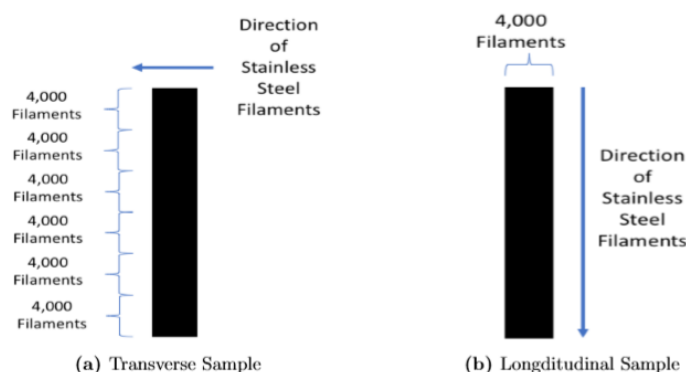 Direction
of
Stainless
Steel
Filaments
4,000
Filaments
4,000
Filaments
4,000
Filaments
4,000
Filaments
4,000
Filaments
4,000
Filaments
(a) Transverse Sample
4,000
Filaments
Direction
of
Stainless
Steel
Filaments
(b) Longditudinal Sample